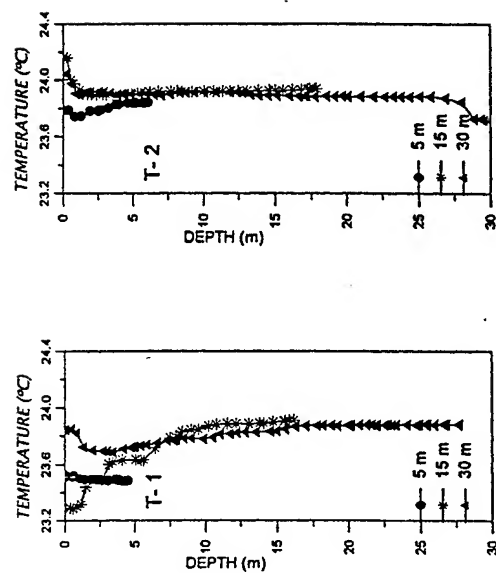 TEMPERATURE (ºC)
23.2 23.6 24.0 24.4
0
5
10
15
20
25
30
DEPTH (m)
T-1
5 m
15 m
30 m
TEMPERATURE (ºC)
23.2 23.6 24.0 24.4
0
5
10
15
20
25
30
DEPTH (m)
T-2
5 m
15 m
30 m